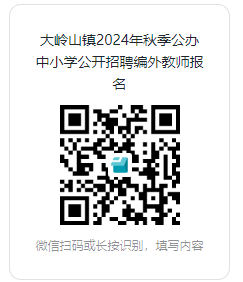 大岭山镇2024年秋季公办
中小学公开招聘编外教师报
名
微信扫码或长按识别，填写内容